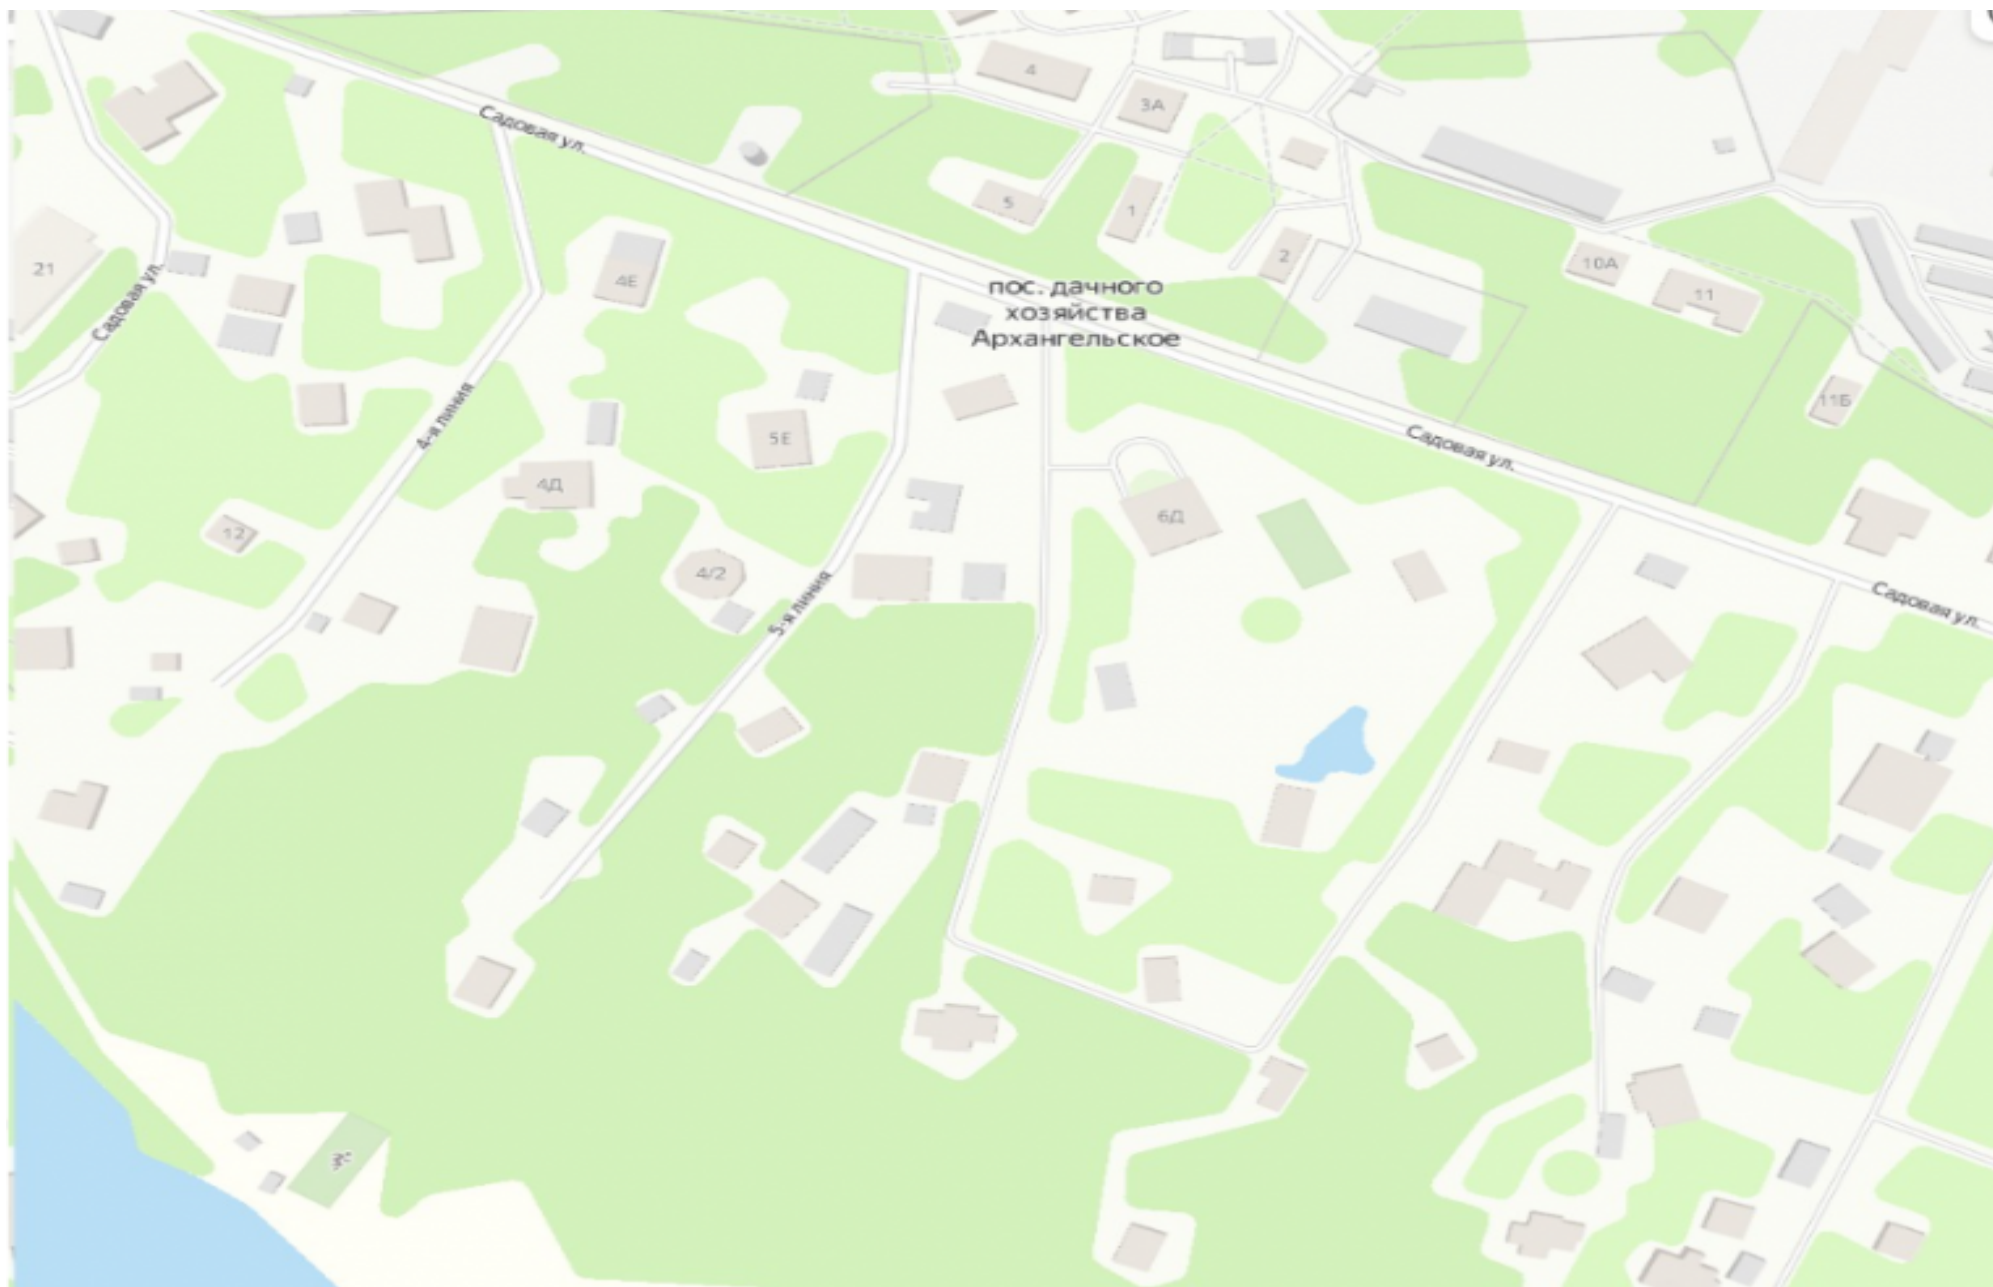 4
3А
Садовая ул.
5
1
2
21
Садовая ул.
4Е
10А
11
пос. дачного
хозяйства
Архангельское
4-я линия
5Е
11Б
Садовая ул.
4Д
12
6Д
4/2
5-я линия
Садовая ул.